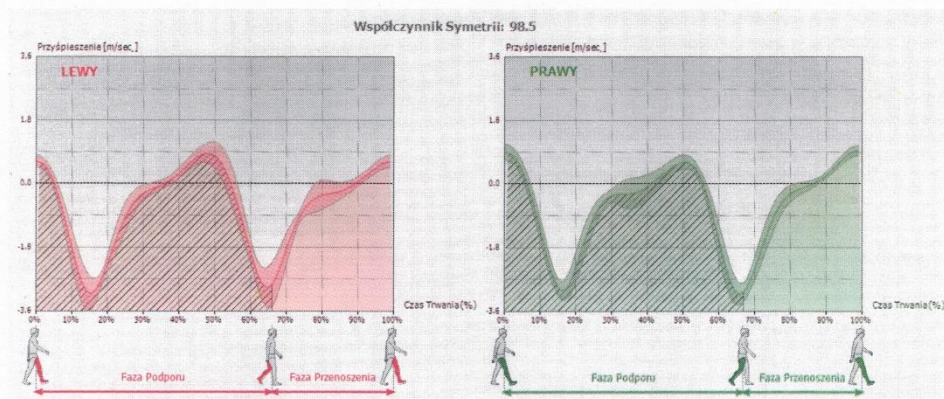 Współczynnik Symetrii: 98.5
Przyśpieszenie [m/sec.]
LEWY
3.6
1.8
0.0
-1.8
-3.6
0% 10% 20% 30% 40% 50% 60% 70% 80% 90% 100%
Czas Trwania(%)
Faza Podporu
Faza Przenoszenia
Przyśpieszenie [m/sec.]
PRAWY
3.6
1.8
0.0
-1.8
-3.6
0% 10% 20% 30% 40% 50% 60% 70% 80% 90% 100%
Czas Trwania(%)
Faza Podporu
Faza Przenoszenia